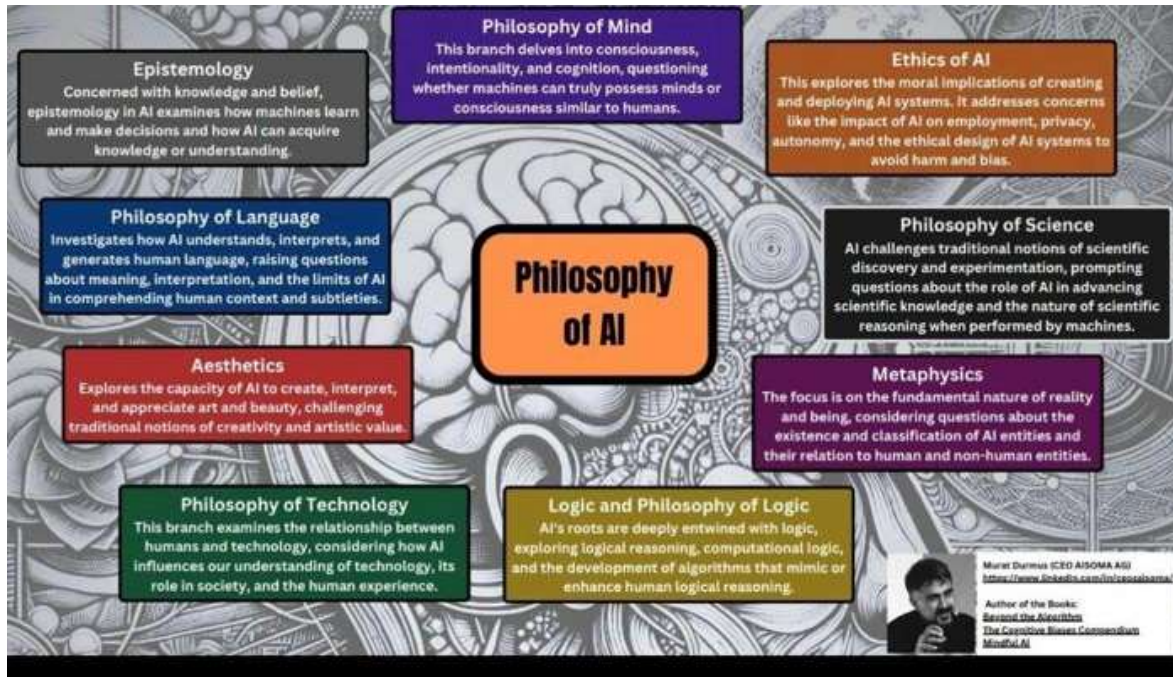 Philosophy of Mind
This branch delves into consciousness,
intentionality, and cognition, questioning
whether machines can truly possess minds or
consciousness similar to humans.
Epistemology
Concerned with knowledge and belief,
epistemology in AI examines how machines learn
and make decisions and how AI can acquire
knowledge or understanding.
Ethics of AI
This explores the moral implications of creating
and deploying AI systems. It addresses concerns
like the impact of AI on employment, privacy,
autonomy, and the ethical design of AI systems to
avoid harm and bias.
Philosophy of Language
Investigates how AI understands, interprets, and
generates human language, raising questions
about meaning, interpretation, and the limits of AI
in comprehending human context and subtleties.
Philosophy
of AI
Philosophy of Science
AI challenges traditional notions of scientific
discovery and experimentation, prompting
questions about the role of AI in advancing
scientific knowledge and the nature of scientific
reasoning when performed by machines.
Aesthetics
Explores the capacity of AI to create, interpret,
and appreciate art and beauty, challenging
traditional notions of creativity and artistic value.
Metaphysics
The focus is on the fundamental nature of reality
and being, considering questions about the
existence and classification of AI entities and
their relation to human and non-human entities.
Philosophy of Technology
This branch examines the relationship between
humans and technology, considering how AI
influences our understanding of technology, its
role in society, and the human experience.
Logic and Philosophy of Logic
AI's roots are deeply entwined with logic,
exploring logical reasoning, computational logic,
and the development of algorithms that mimic or
enhance human logical reasoning.
Murat Durmus (CEO AISOMA AG)
Author of the Books:
Beyond the Algorithm
The Cognitive Biases Compendium
Mindful AI